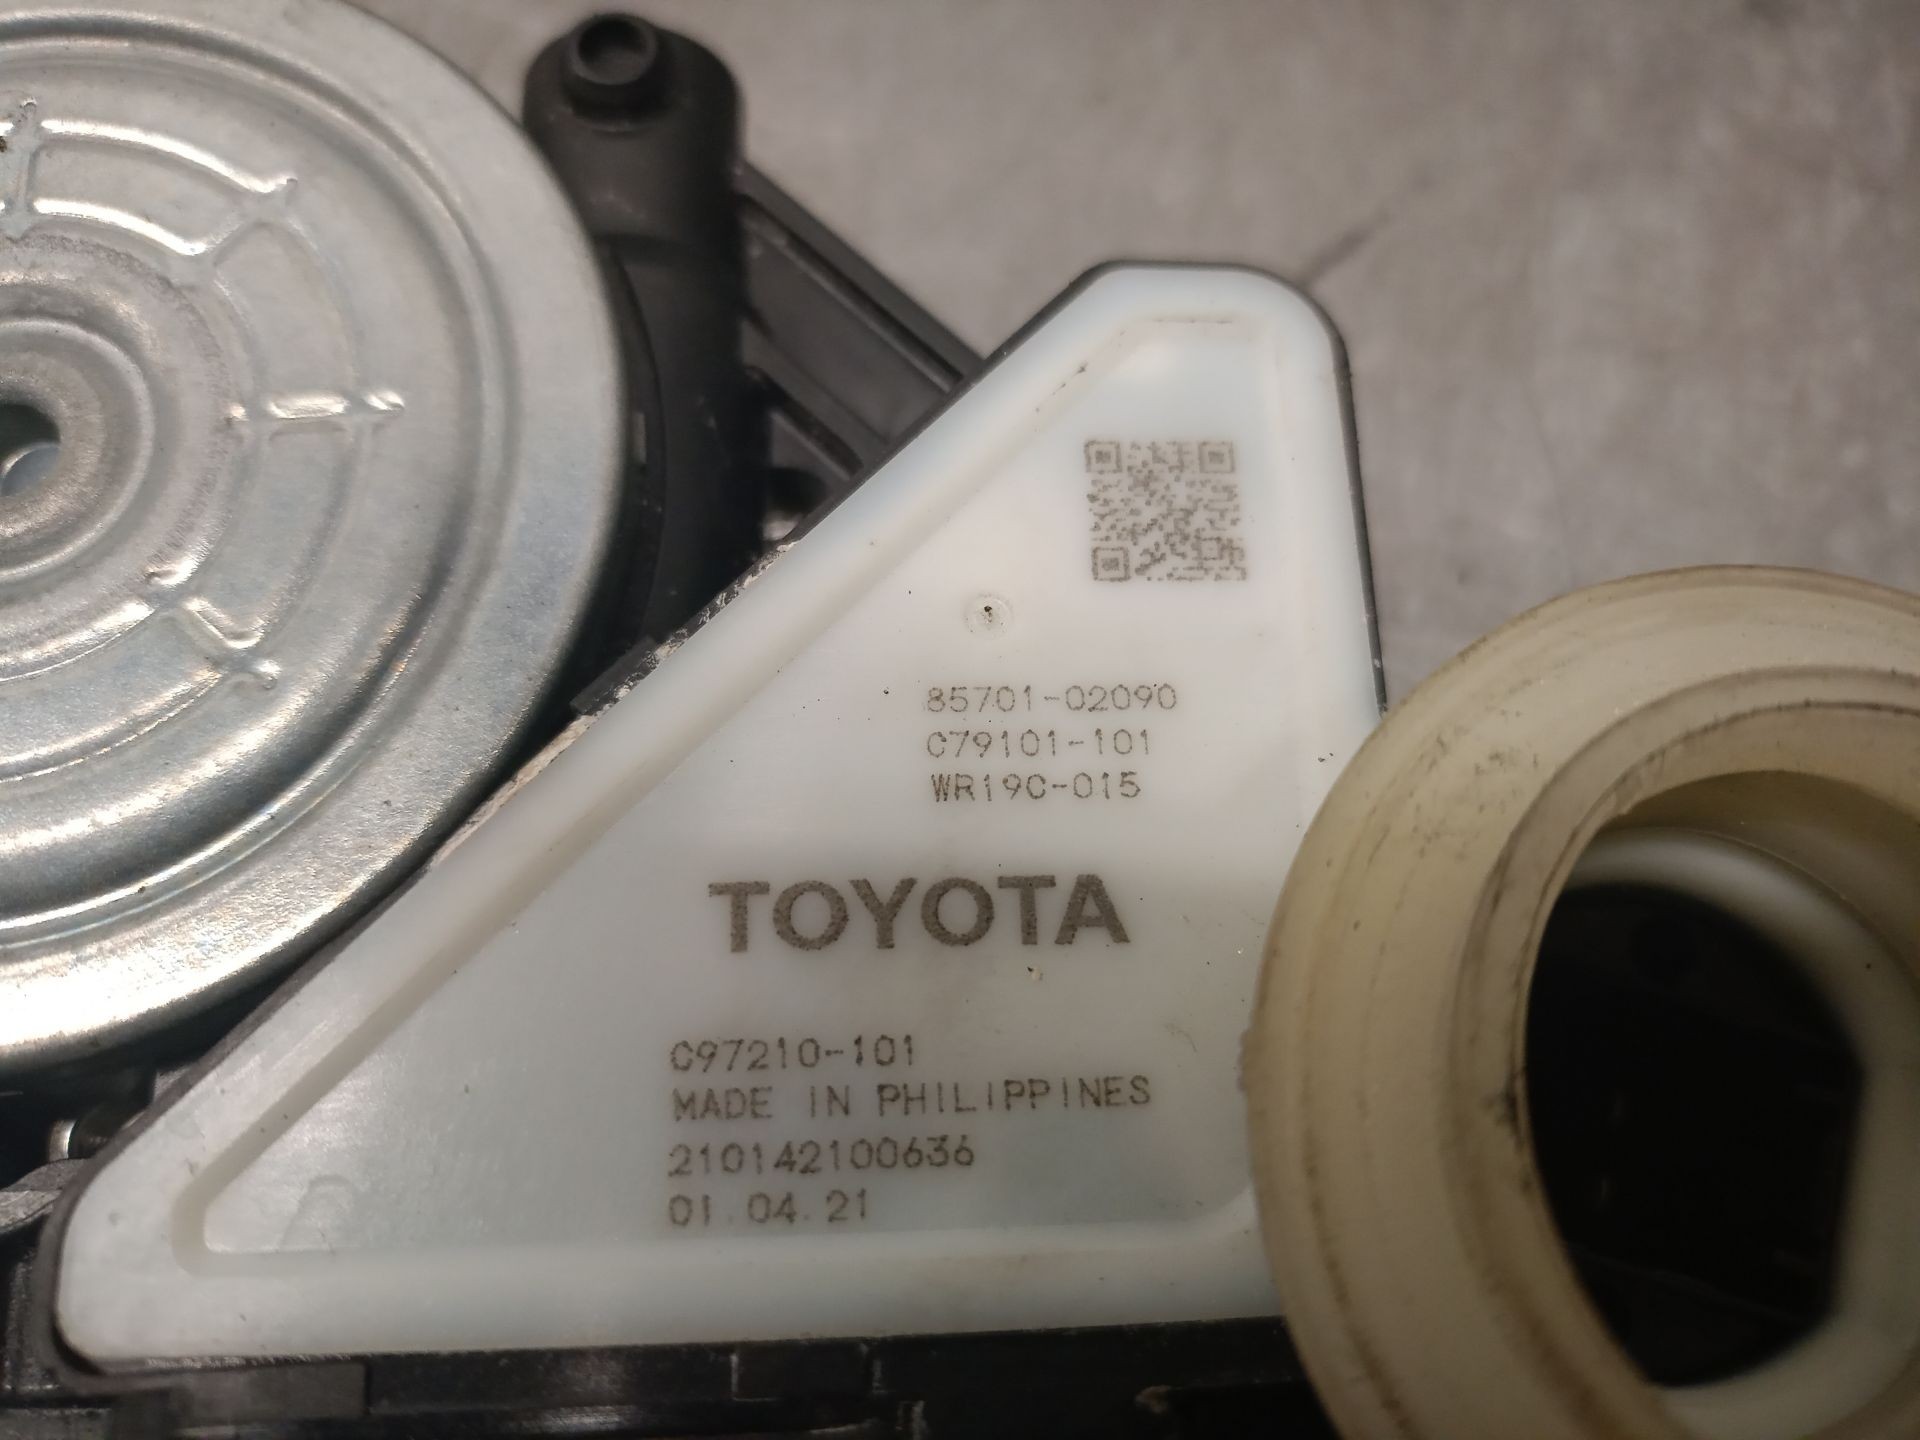 85701-02090
C79101-101
WR19C-015
TOYOTA
C97210-101
MADE IN PHILIPPINES
210142100636
01.04.21